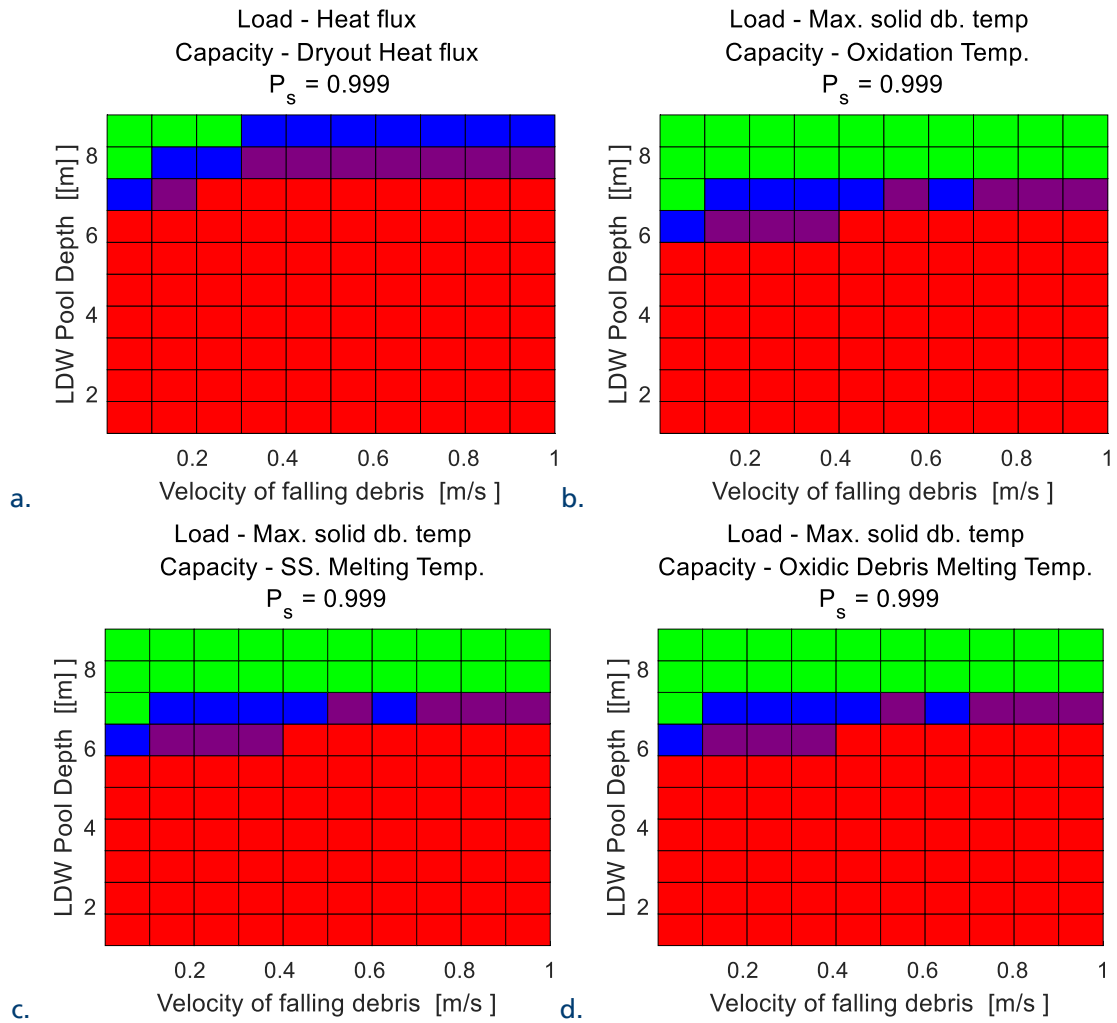 Load - Heat flux
Capacity - Dryout Heat flux
Ps = 0.999
LDW Pool Depth [[m] ]
8
6
4
2
0.2 0.4 0.6 0.8 1
Velocity of falling debris [m/s ]
a.
Load - Max. solid db. temp
Capacity - Oxidation Temp.
Ps = 0.999
LDW Pool Depth [[m] ]
8
6
4
2
0.2 0.4 0.6 0.8 1
Velocity of falling debris [m/s ]
b.
Load - Max. solid db. temp
Capacity - SS. Melting Temp.
Ps = 0.999
LDW Pool Depth [[m] ]
8
6
4
2
0.2 0.4 0.6 0.8 1
Velocity of falling debris [m/s ]
c.
Load - Max. solid db. temp
Capacity - Oxidic Debris Melting Temp.
Ps = 0.999
LDW Pool Depth [[m] ]
8
6
4
2
0.2 0.4 0.6 0.8 1
Velocity of falling debris [m/s ]
d.